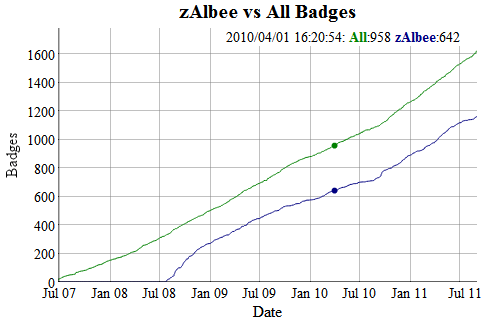 zAlbee vs All Badges
2010/04/01 16:20:54: All:958 zAlbee:642
1600
1400
1200
1000
800
600
400
200
0
Badges
Jul 07 Jan 08 Jul 08 Jan 09 Jul 09 Jan 10 Jul 10 Jan 11 Jul 11
Date